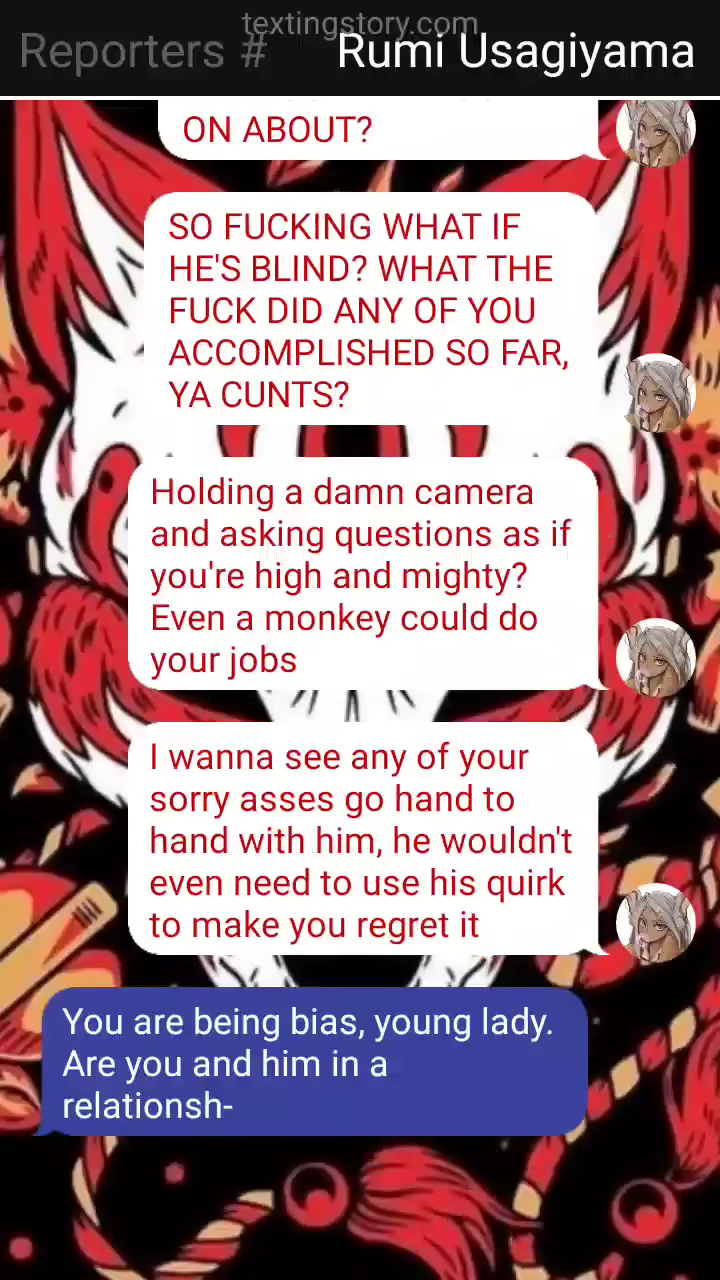 textingstory.com
Reporters # Rumi Usagiyama
ON ABOUT?
SO FUCKING WHAT IF
HE'S BLIND? WHAT THE
FUCK DID ANY OF YOU
ACCOMPLISHED SO FAR,
YA CUNTS?
Holding a damn camera
and asking questions as if
you're high and mighty?
Even a monkey could do
your jobs
I wanna see any of your
sorry asses go hand to
hand with him, he wouldn't
even need to use his quirk
to make you regret it
You are being bias, young lady.
Are you and him in a
relationsh-